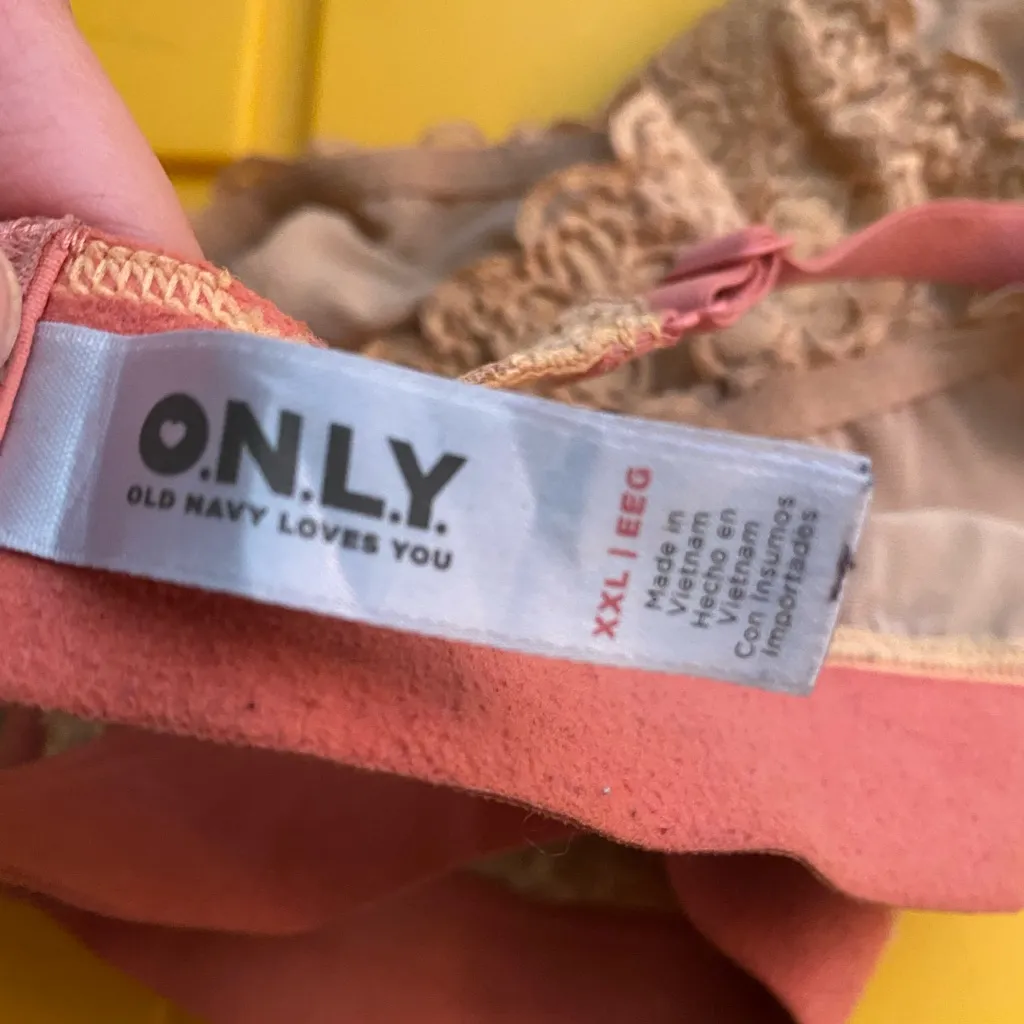 O.N.L.Y.
OLD NAVY LOVES YOU
XXL | EEG
Made in
Vietnam
Hecho en
Vietnam
Con Insumos
Importados